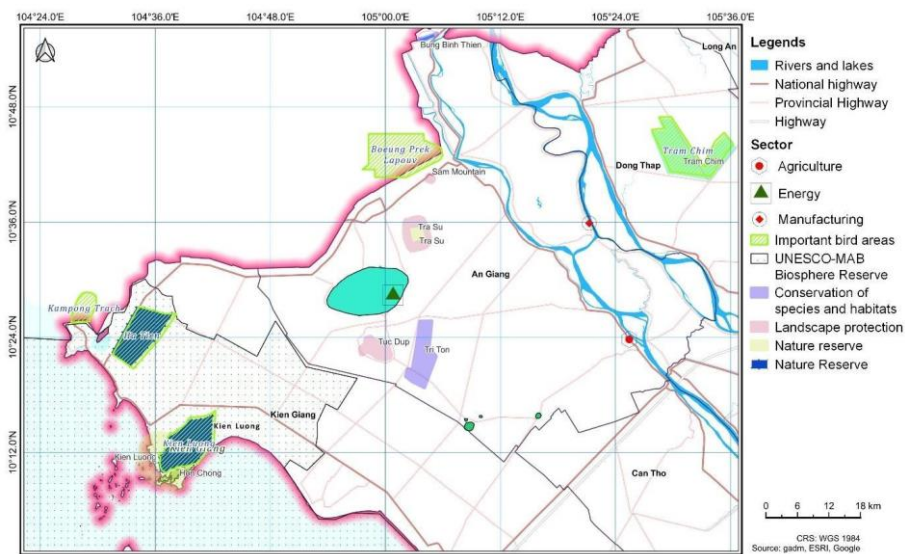 104°24.0'E 104°36.0'E 104°48.0'E 105°0.0'E 105°12.0'E 105°24.0'E 105°36.0'E
10°48.0'N
10°36.0'N
10°24.0'N
10°12.0'N
Bung Binh Thien
Long An
Boeung Prek
Lapouv
Sam Mountain
Tram Chim
Tram Chim
Dong Thap
Tra Su
Tra Su
An Giang
Kampong Trach
Ha Tien
Tuc Dup
Tri Ton
Kien Giang
Kien Luong
Kien Luong
Kien Giang
Kien Luong
Hon Chong
Can Tho
Legends
Rivers and lakes
National highway
Provincial Highway
Highway
Sector
Agriculture
Energy
Manufacturing
Important bird areas
UNESCO-MAB
Biosphere Reserve
Conservation of
species and habitats
Landscape protection
Nature reserve
Nature Reserve
0 6 12 18 km
CRS: WGS 1984
Source: gadm, ESRI, Google